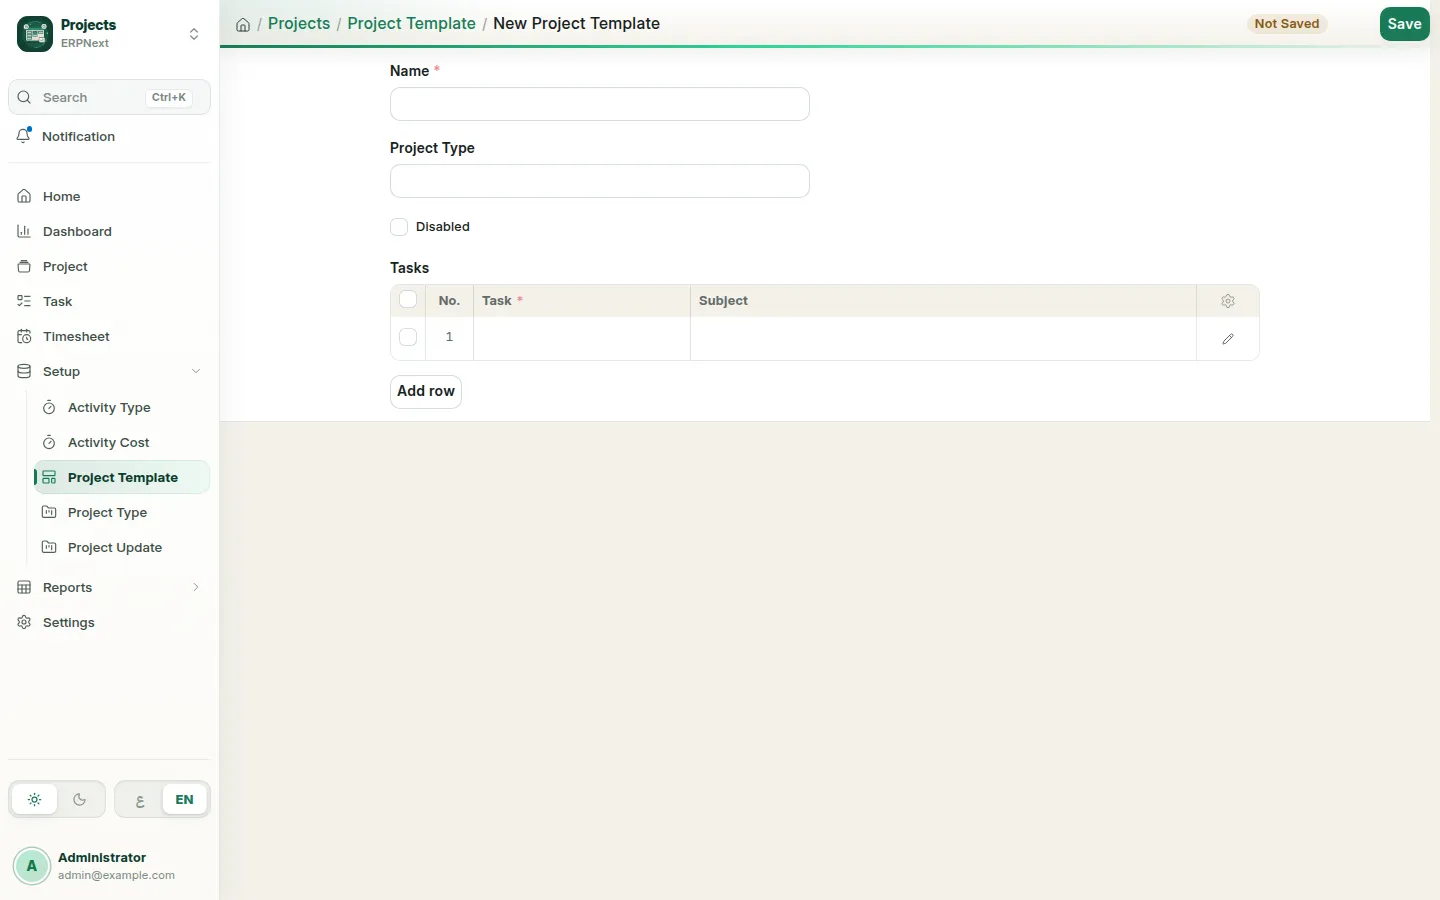 Projects
ERPNext
Search
Ctrl+K
Notification
Home
Dashboard
Project
Task
Timesheet
Setup
Activity Type
Activity Cost
Project Template
Project Type
Project Update
Reports
Settings
ع
EN
A
Administrator
admin@example.com
/ Projects / Project Template / New Project Template
Not Saved
Save
Name *
Project Type
Disabled
Tasks
No. Task * Subject
1
Add row